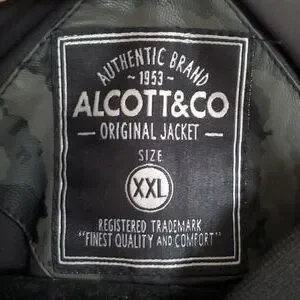 AUTHENTIC BRAND
~ 1953 ~
ALCOTT&CO
— ORIGINAL JACKET —
SIZE
XXL
REGISTERED TRADEMARK
"FINEST QUALITY AND COMFORT"